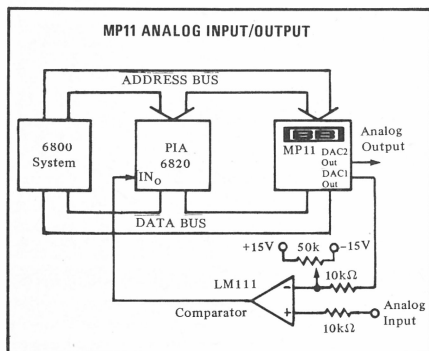 MP11 ANALOG INPUT/OUTPUT
ADDRESS BUS
6800
System
PIA
6820
IN0
MP11
DAC2
Out
DAC1
Out
Analog
Output
DATA BUS
+15V
50k
-15V
LM111
10kΩ
Comparator
-
+
10kΩ
Analog
Input